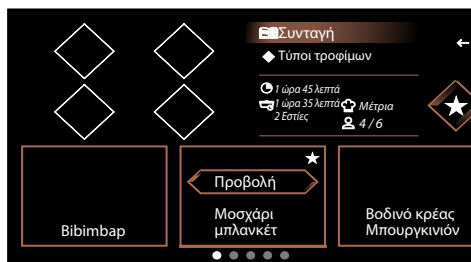 Συνταγή
Τύποι τροφίμων
1 ώρα 45 λεπτά
1 ώρα 35 λεπτά
2 Εστίες
Μέτρια
4 / 6
Προβολή
Bibimbap
Μοσχάρι
μπλανκέτ
Βοδινό κρέας
Μπουργκινιόν